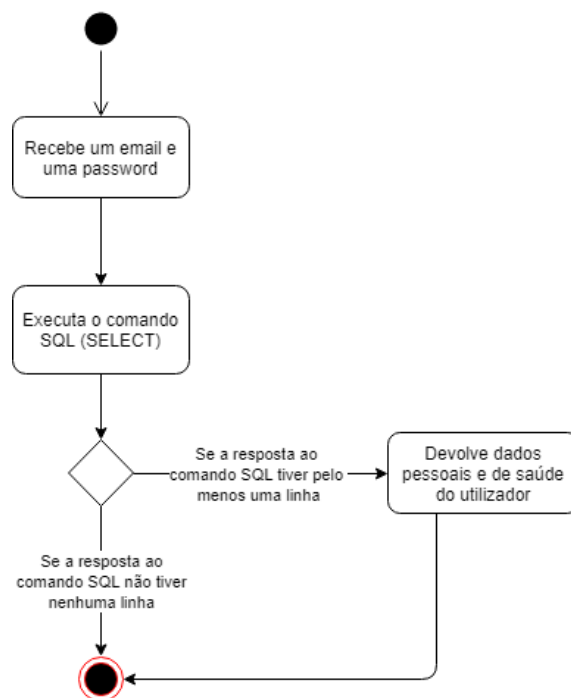 Recebe um email e
uma password
Executa o comando
SQL (SELECT)
Se a resposta ao
comando SQL tiver pelo
menos uma linha
Devolve dados
pessoais e de saúde
do utilizador
Se a resposta ao
comando SQL não tiver
nenhuma linha